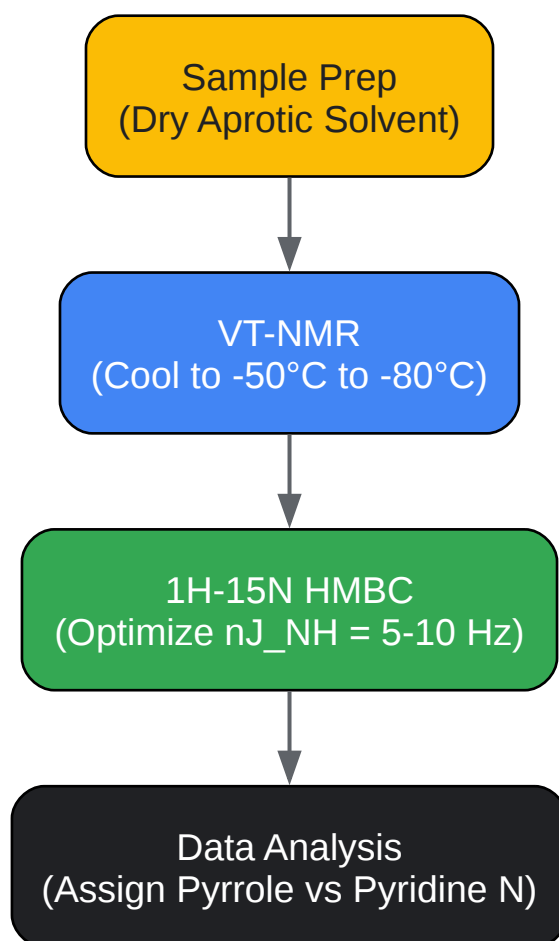 Sample Prep
(Dry Aprotic Solvent)
VT-NMR
(Cool to -50°C to -80°C)
1H-15N HMBC
(Optimize nJ_NH = 5-10 Hz)
Data Analysis
(Assign Pyrrole vs Pyridine N)